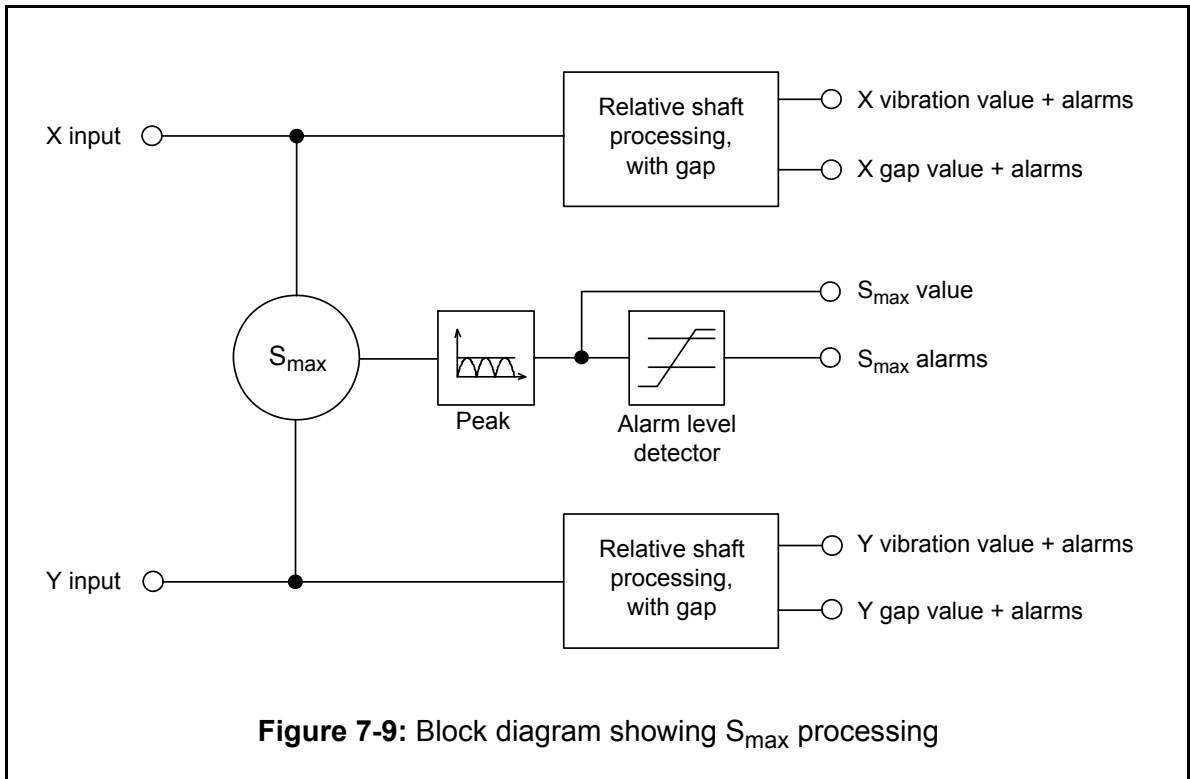 X input
Relative shaft
processing,
with gap
X vibration value + alarms
X gap value + alarms
Smax
Peak
Alarm level
detector
Smax value
Smax alarms
Y input
Relative shaft
processing,
with gap
Y vibration value + alarms
Y gap value + alarms
Figure 7-9: Block diagram showing Smax processing